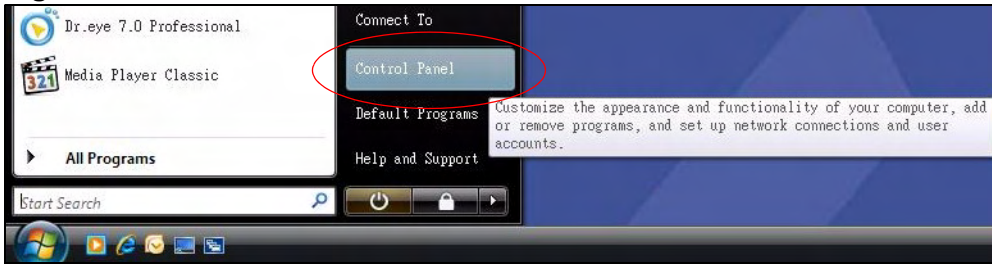 Dr.eye 7.0 Professional
Media Player Classic
321
All Programs
Start Search
Connect To
Control Panel
Default Programs
Help and Support
Customize the appearance and functionality of your computer, add
or remove programs, and set up network connections and user
accounts.